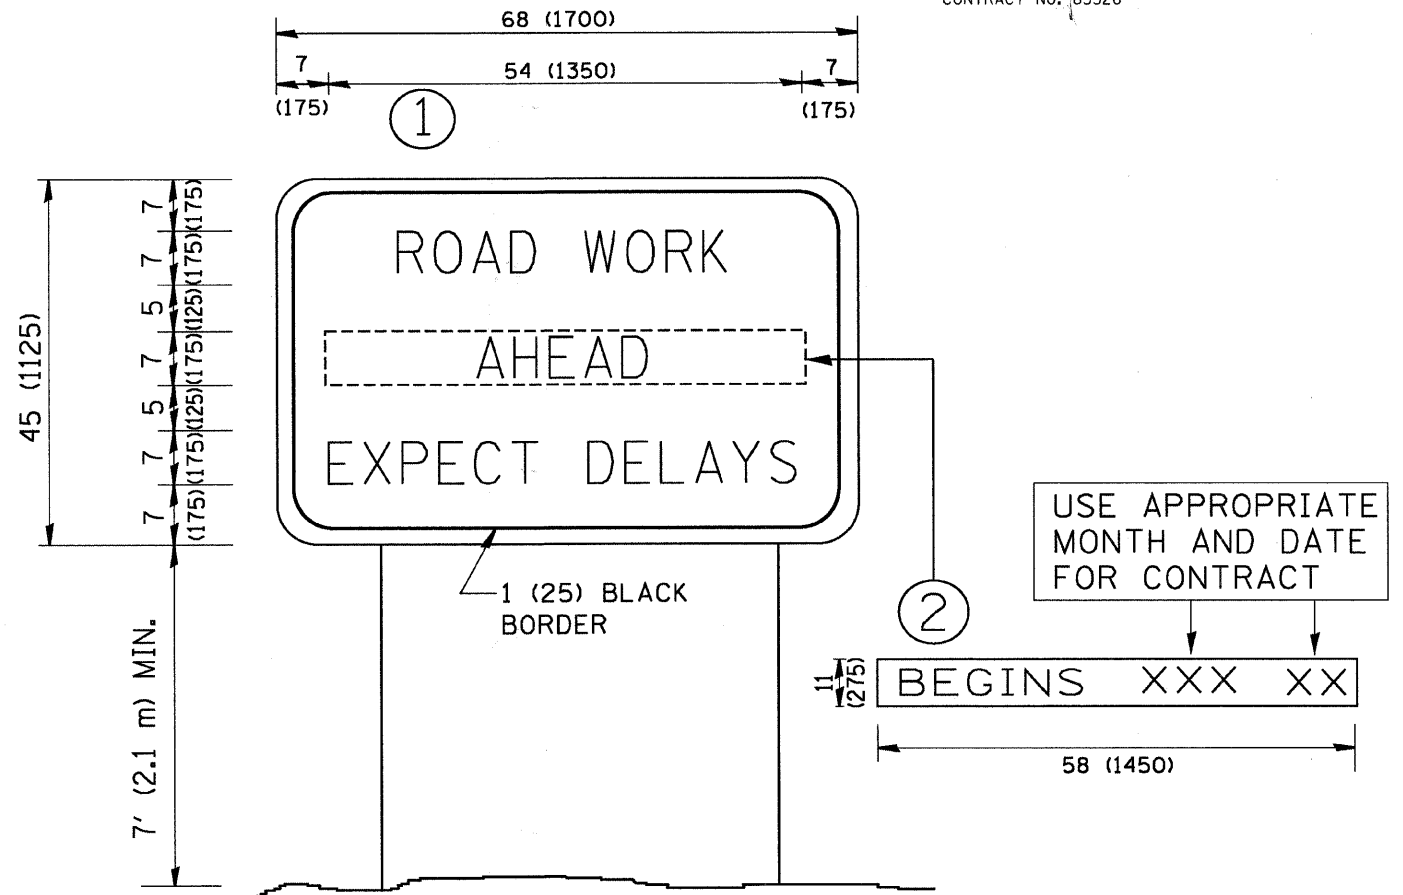 CONTRACT NO.
68 (1700)
7 54 (1350) 7
(175) (175)
1
45 (1125)
7 (175)
7 (175)
5 (125)
7 (175)
5 (125)
7 (175)
7 (175)
7' (2.1 m) MIN.
ROAD WORK
AHEAD
EXPECT DELAYS
1 (25) BLACK
BORDER
USE APPROPRIATE
MONTH AND DATE
FOR CONTRACT
2
11
(275)
BEGINS XXX XX
58 (1450)